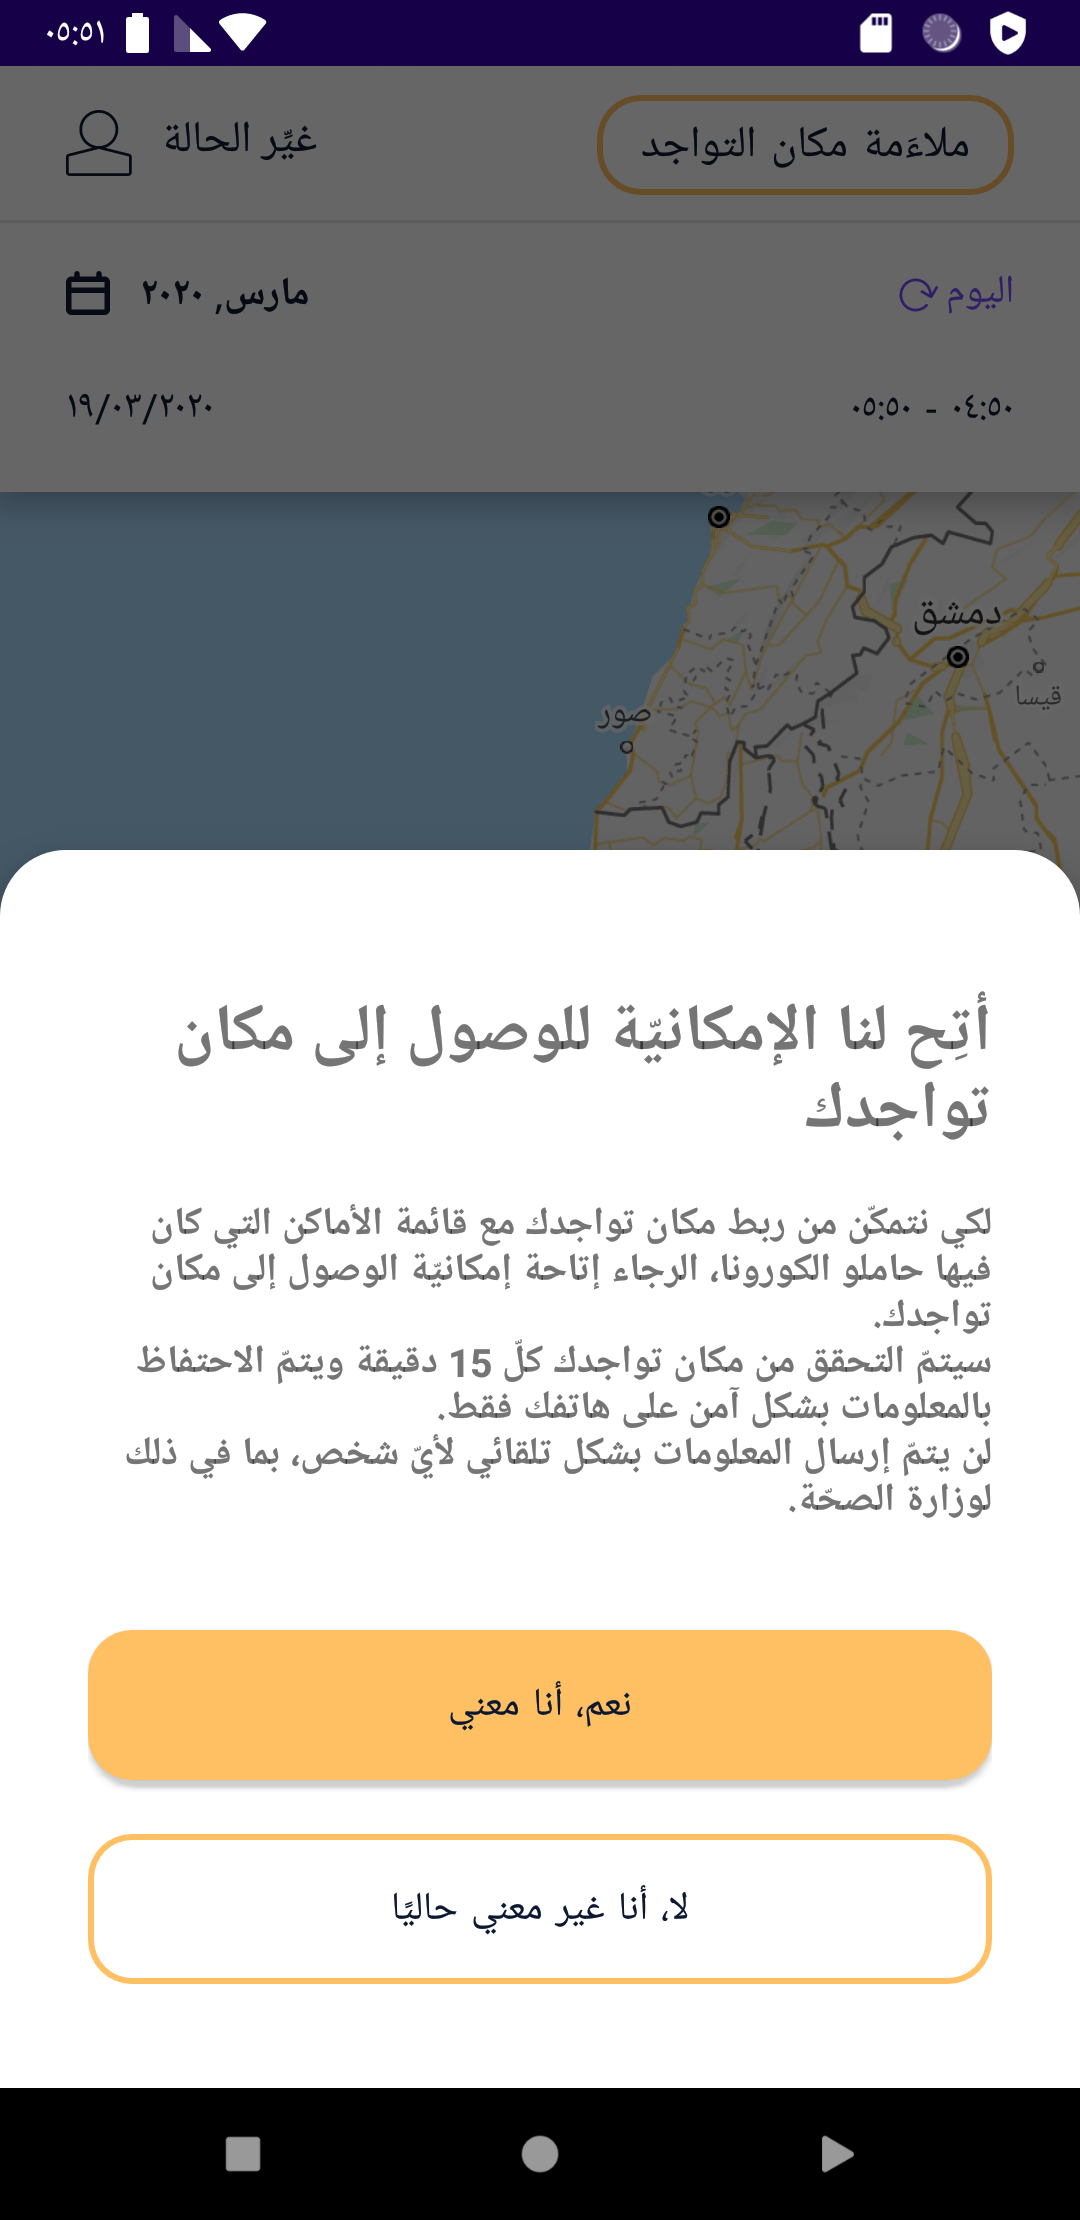 ٠٥:٥١
ملاءَمة مكان التواجد
غيِّر الحالة
اليوم
مارس, ٢٠٢٠
٠٤:٥٠ - ٠٥:٥٠
١٩/٠٣/٢٠٢٠
دمشق
قيسا
صور
أتِح لنا الإمكانيّة للوصول إلى مكان
تواجدك
لكي نتمكّن من ربط مكان تواجدك مع قائمة الأماكن التي كان
فيها حاملو الكورونا، الرجاء إتاحة إمكانيّة الوصول إلى مكان
تواجدك.
سيتمّ التحقق من مكان تواجدك كلّ 15 دقيقة ويتمّ الاحتفاظ
بالمعلومات بشكل آمن على هاتفك فقط.
لن يتمّ إرسال المعلومات بشكل تلقائي لأيّ شخص، بما في ذلك
لوزارة الصحّة.
نعم، أنا معني
لا، أنا غير معني حاليًا